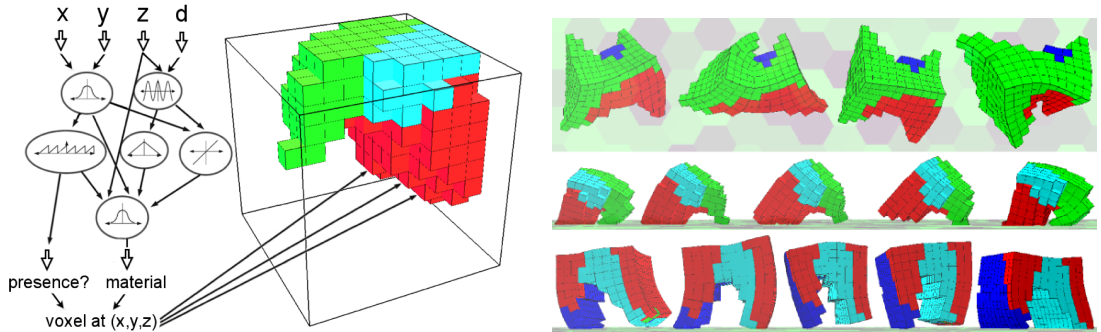 x y z d
presence? material
voxel at (x,y,z)